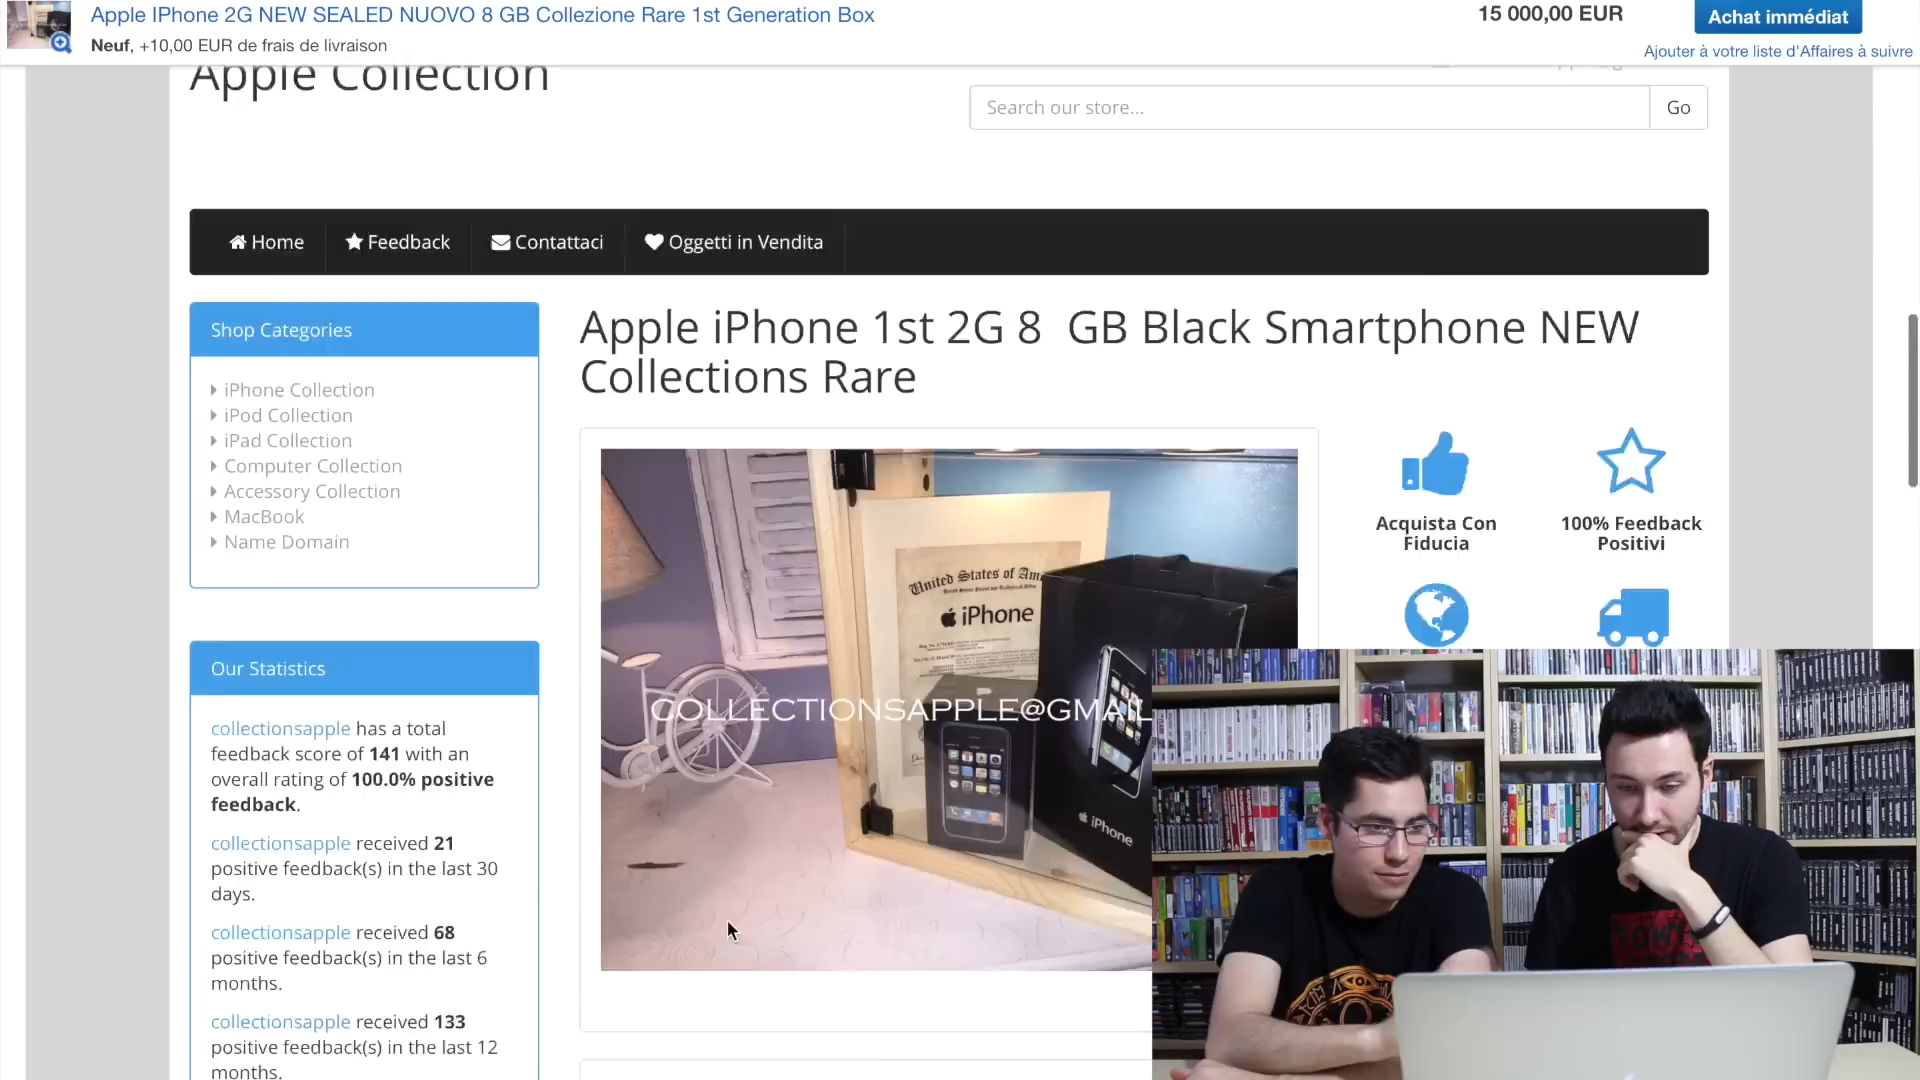 Apple IPhone 2G NEW SEALED NUOVO 8 GB Collezione Rare 1st Generation Box
15 000,00 EUR
Achat immédiat
Neuf, +10,00 EUR de frais de livraison
Ajouter à votre liste d'Affaires à suivre
Apple Collection
Search our store...
Go
Home
Feedback
Contattaci
Oggetti in Vendita
Shop Categories
iPhone Collection
iPod Collection
iPad Collection
Computer Collection
Accessory Collection
MacBook
Name Domain
Apple iPhone 1st 2G 8 GB Black Smartphone NEW
Collections Rare
Acquista Con
Fiducia
100% Feedback
Positivi
United States of Am
iPhone
COLLECTIONSAPPLE@GMAIL
iPhone
Our Statistics
collectionsapple has a total
feedback score of 141 with an
overall rating of 100.0% positive
feedback.
collectionsapple received 21
positive feedback(s) in the last 30
days.
collectionsapple received 68
positive feedback(s) in the last 6
months.
collectionsapple received 133
positive feedback(s) in the last 12
months.